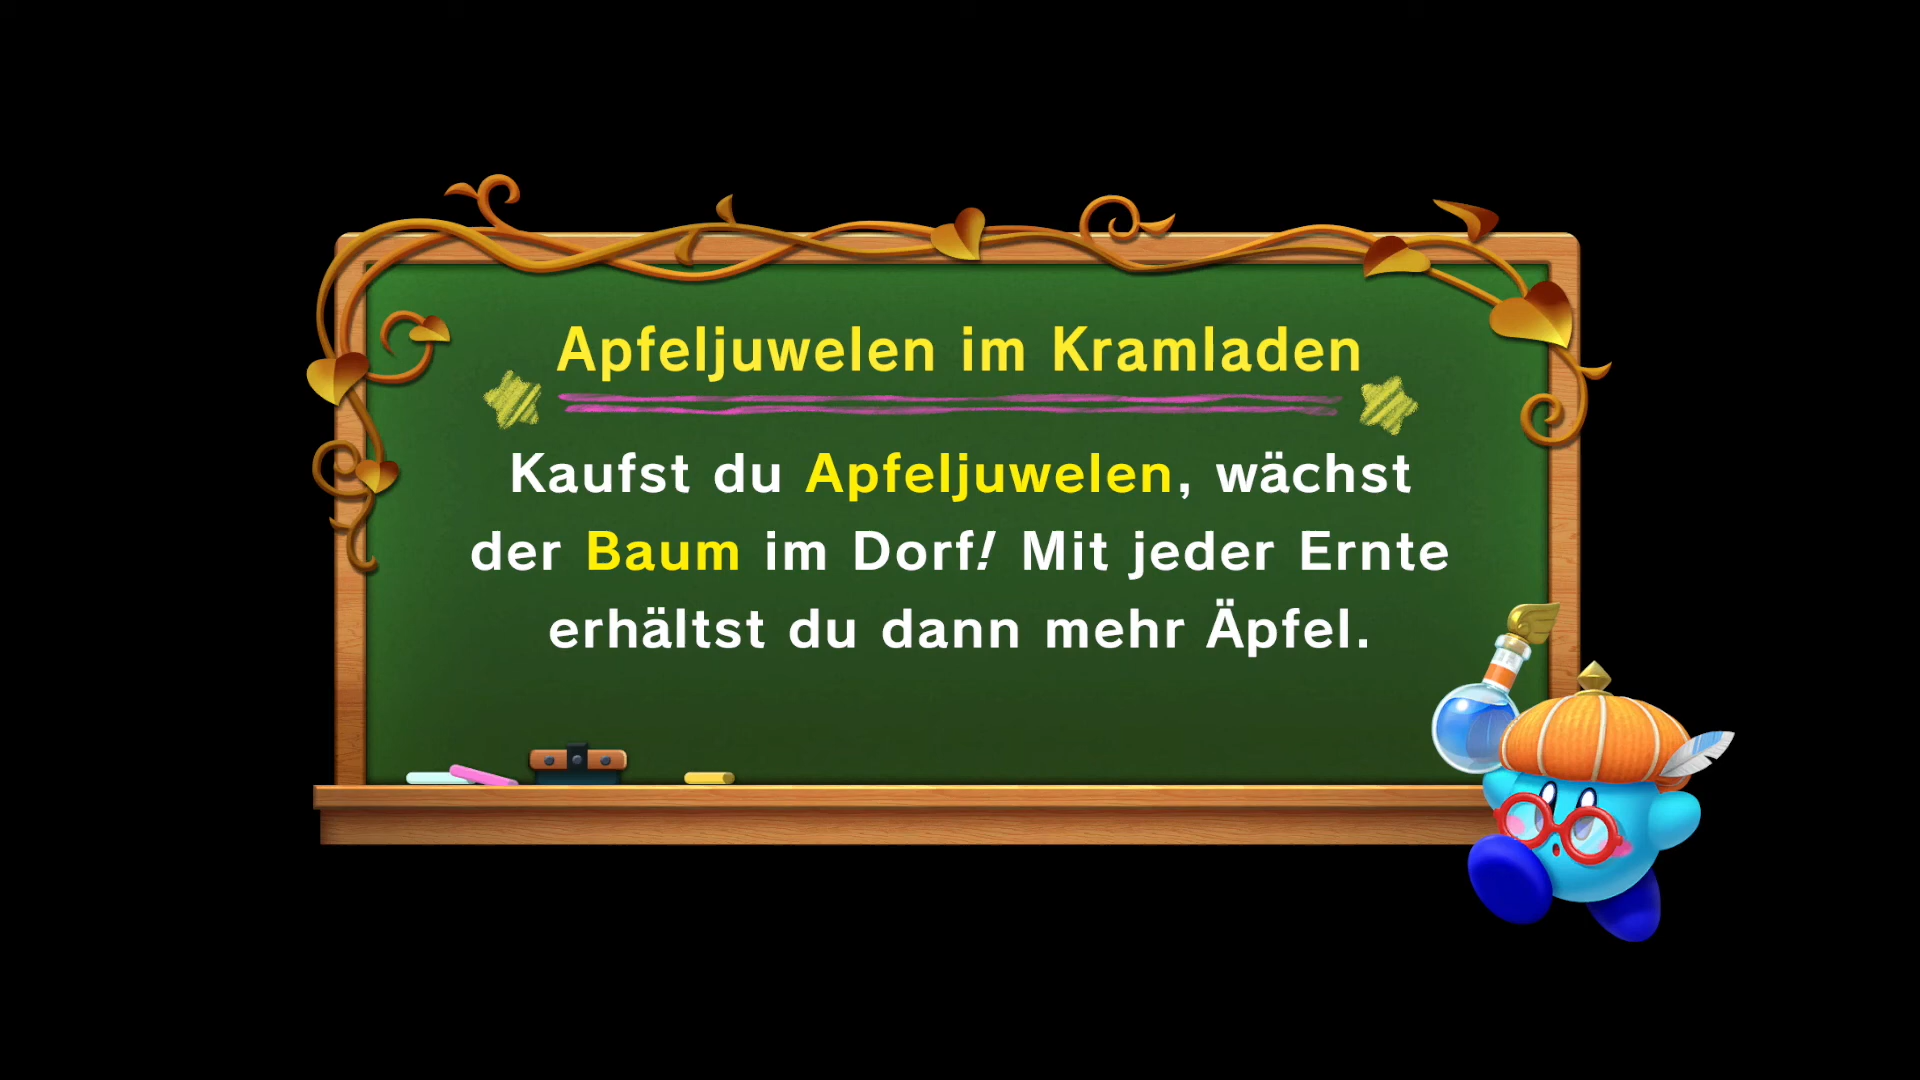 Apfeljuwelen im Kramladen
Kaufst du Apfeljuwelen, wächst
der Baum im Dorf! Mit jeder Ernte
erhältst du dann mehr Äpfel.